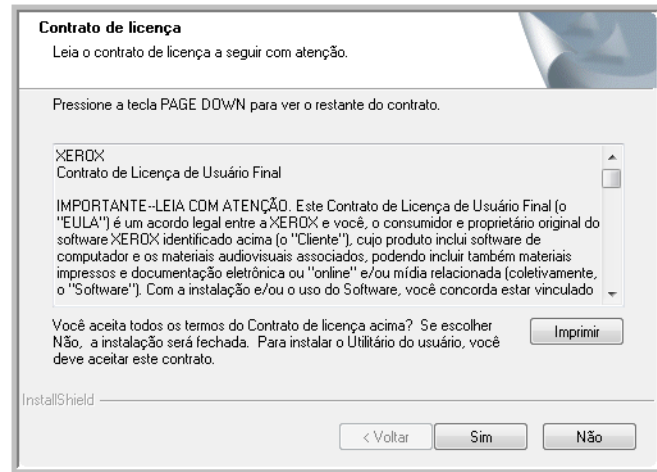 Contrato de licença
Leia o contrato de licença a seguir com atenção.
Pressione a tecla PAGE DOWN para ver o restante do contrato.
XEROX
Contrato de Licença de Usuário Final
IMPORTANTE--LEIA COM ATENÇÃO. Este Contrato de Licença de Usuário Final (o
"EULA") é um acordo legal entre a XEROX e você, o consumidor e proprietário original do
software XEROX identificado acima (o "Cliente"), cujo produto inclui software de
computador e os materiais audiovisuais associados, podendo incluir também materiais
impressos e documentação eletrônica ou "online" e/ou mídia relacionada (coletivamente,
o "Software"). Com a instalação e/ou o uso do Software, você concorda estar vinculado
Você aceita todos os termos do Contrato de licença acima? Se escolher
Não, a instalação será fechada. Para instalar o Utilitário do usuário, você
deve aceitar este contrato.
Imprimir
InstallShield
< Voltar
Sim
Não